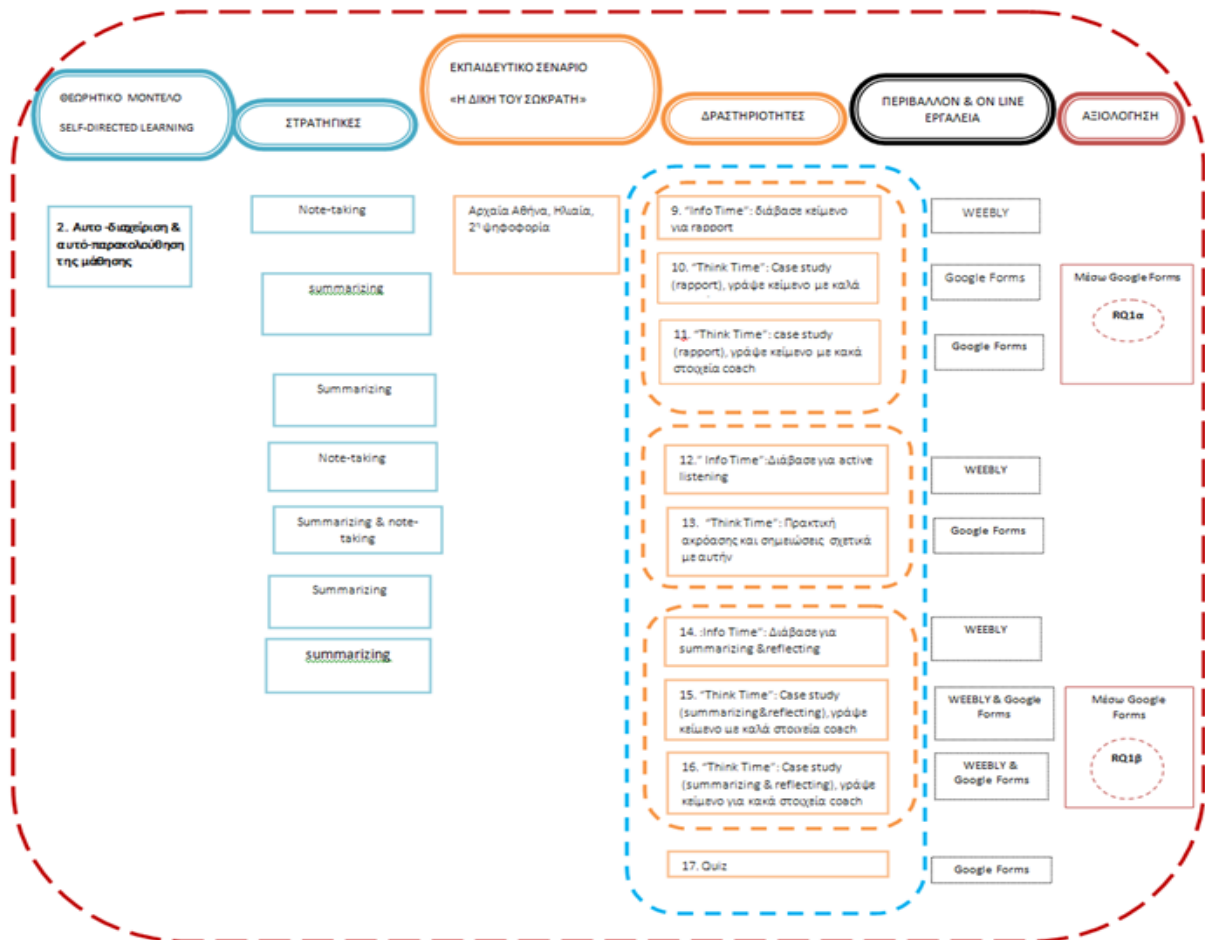 ΘΕΩΡΗΤΙΚΟ ΜΟΝΤΕΛΟ
SELF-DIRECTED LEARNING
ΣΤΡΑΤΗΓΙΚΕΣ
ΕΚΠΑΙΔΕΥΤΙΚΟ ΣΕΝΑΡΙΟ
«Η ΔΙΚΗ ΤΟΥ ΣΩΚΡΑΤΗ»
ΔΡΑΣΤΗΡΙΟΤΗΤΕΣ
ΠΕΡΙΒΑΛΛΟΝ & ON LINE
ΕΡΓΑΛΕΙΑ
ΑΞΙΟΛΟΓΗΣΗ
2. Αυτο -διαχείριση &
αυτό-παρακολούθηση
της μάθησης
Note-taking
summarizing
Summarizing
Note-taking
Summarizing & note-
taking
Summarizing
summarizing
Αρχαία Αθήνα, Ηλιαία,
2η ψηφοφορία
9. "Info Time": διάβασε κείμενο
για rapport
10. "Think Time": Case study
(rapport), γράψε κείμενο με καλά
11. "Think Time": case study
(rapport), γράψε κείμενο με κακά
στοιχεία coach
12." Info Time":Διάβασε για active
listening
13. "Think Time": Πρακτική
ακρόασης και σημειώσεις σχετικά
με αυτήν
14. :Info Time": Διάβασε για
summarizing &reflecting
15. "Think Time": Case study
(summarizing&reflecting),γράψε
κείμενο με καλά στοιχεία coach
16. "Think Time": Case study
(summarizing & reflecting), γράψε
κείμενο για κακά στοιχεία coach
17. Quiz
WEEBLY
Google Forms
Google Forms
WEEBLY
Google Forms
WEEBLY
WEEBLY & Google
Forms
WEEBLY &
Google Forms
Google Forms
Μέσω Google Forms
RQ1α
Μέσω Google
Forms
RQ1β